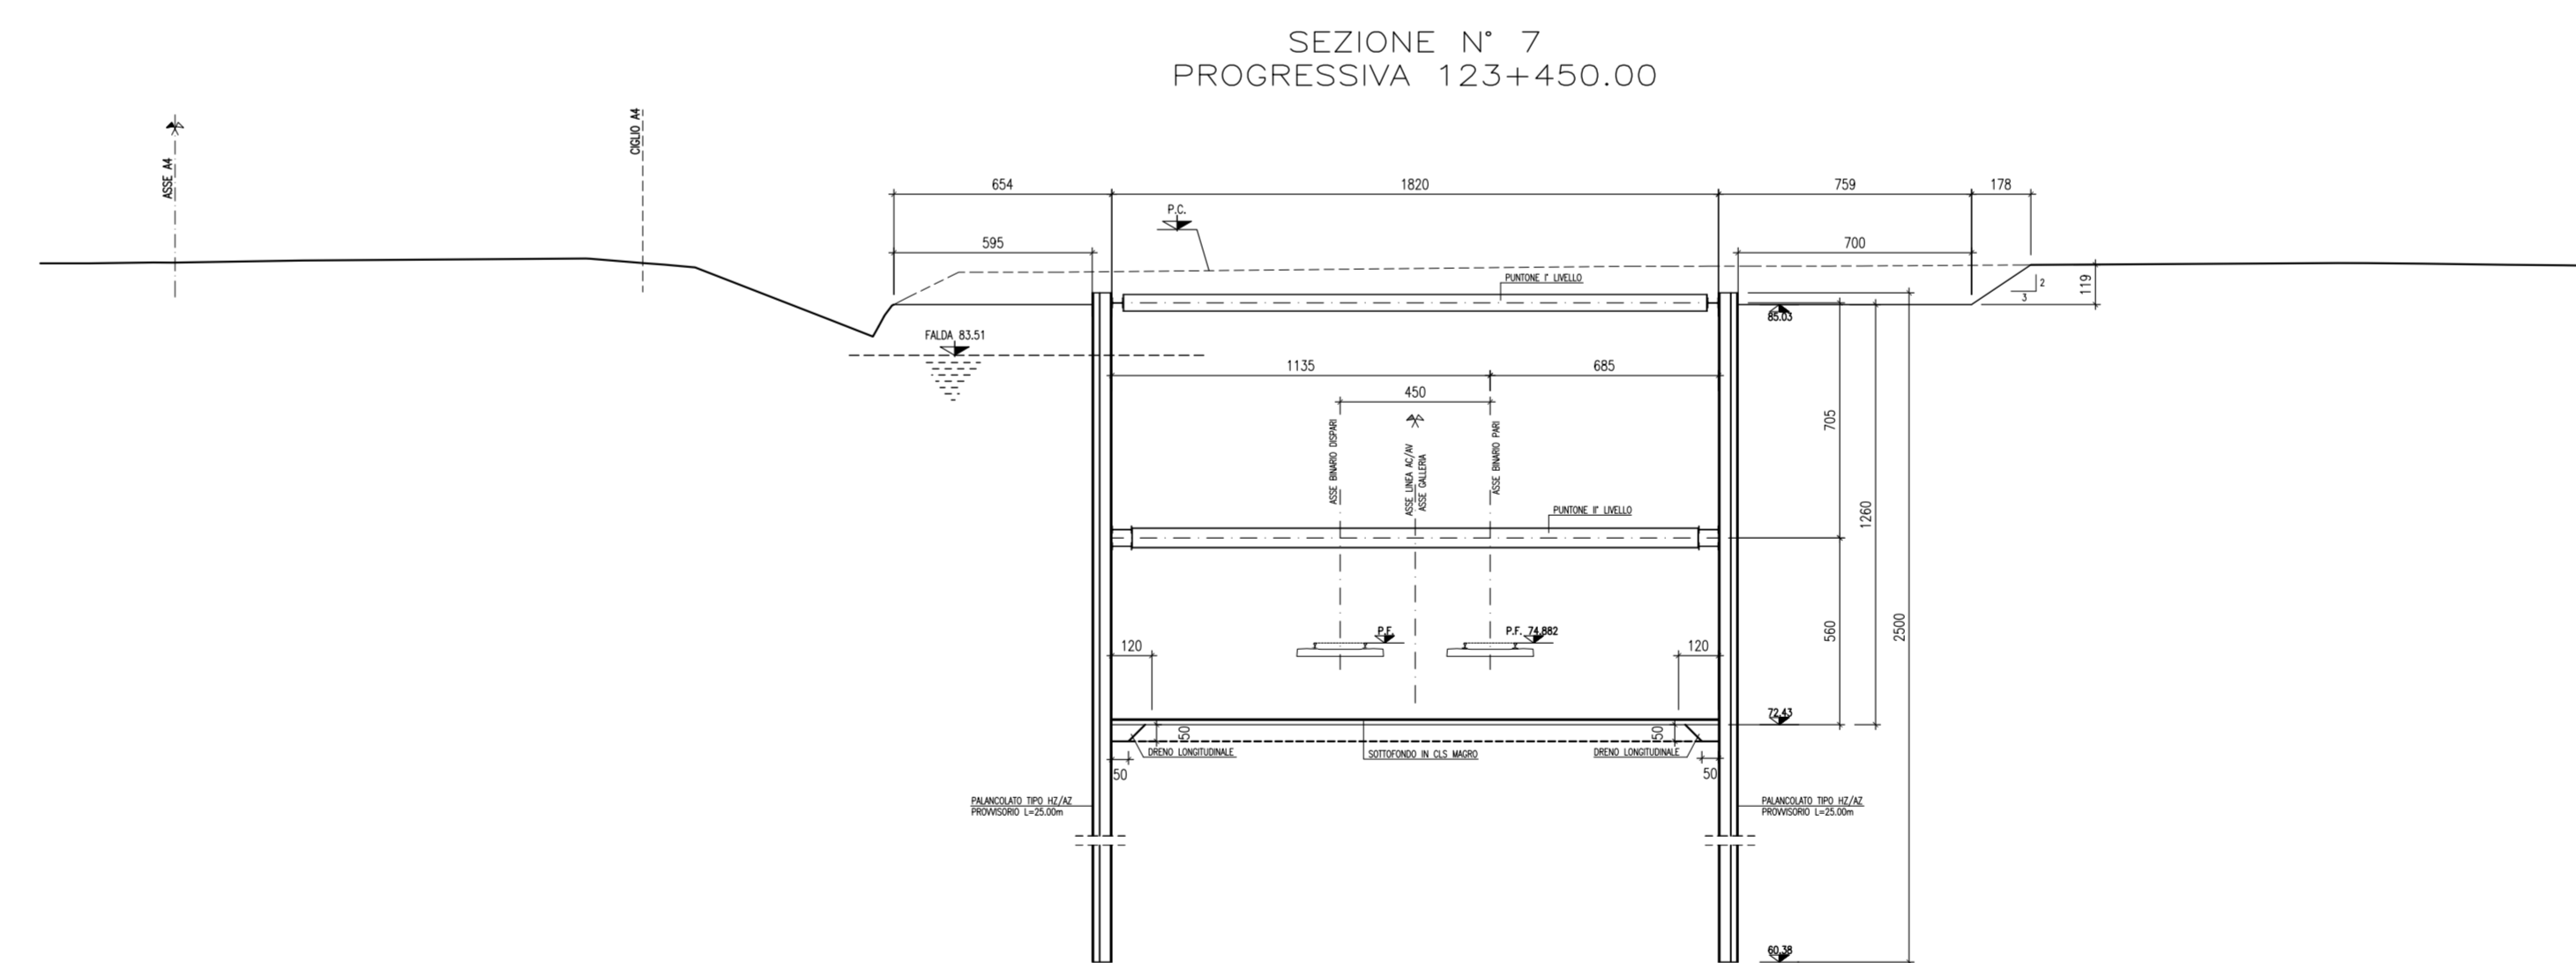 SEZIONE N° 7
PROGRESSIVA 123+450.00
ASSE A4
CIGLIO A4
654
1820
759
178
P.C.
595
700
PUNTONE I° LIVELLO
2
3
119
85.03
FALDA 83.51
1135
685
450
ASSE BINARIO DISPARI
ASSE LINEA AC/AV
ASSE GALLERIA
ASSE BINARIO PARI
705
1260
PUNTONE II° LIVELLO
560
2500
P.F.
P.F. 74.882
120
120
72.43
50
50
DRENO LONGITUDINALE
SOTTOFONDO IN CLS MAGRO
DRENO LONGITUDINALE
50
50
PALANCOLATO TIPO HZ/AZ
PROVVISORIO L=25.00m
PALANCOLATO TIPO HZ/AZ
PROVVISORIO L=25.00m
60.38